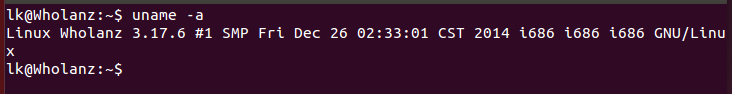 lk@Wholanz:~$ uname -a
Linux Wholanz 3.17.6 #1 SMP Fri Dec 26 02:33:01 CST 2014 i686 i686 i686 GNU/Linu
x
lk@Wholanz:~$